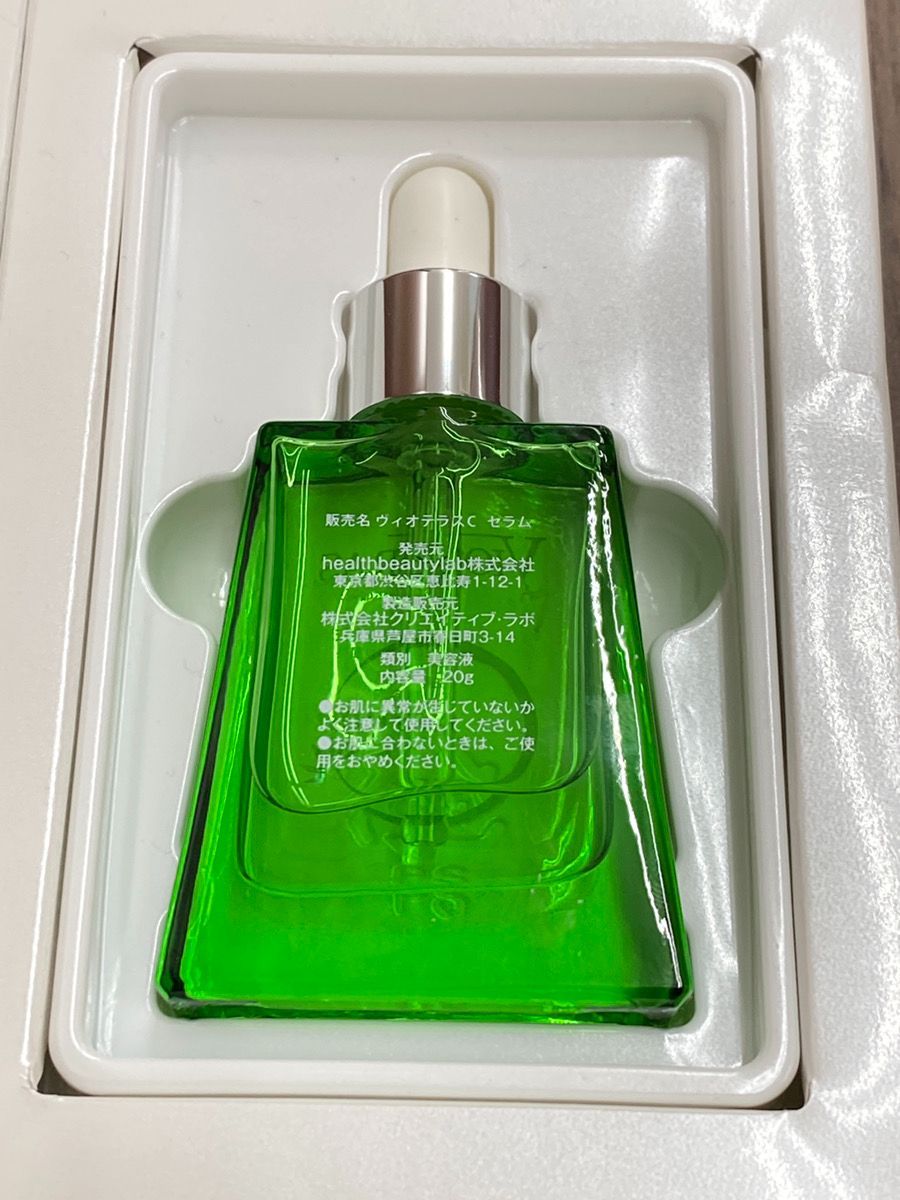 販売名 ヴィオテラスC セラム
発売元
healthbeautylab株式会社
東京都渋谷区恵比寿1-12-1
製造販売元
株式会社クリエイティブ・ラボ
兵庫県芦屋市春日町3-14
類別 美容液
内容量 20g
●お肌に異常が生じていないか
よく注意して使用してください。
●お肌に合わないときは、ご使
用をおやめください。